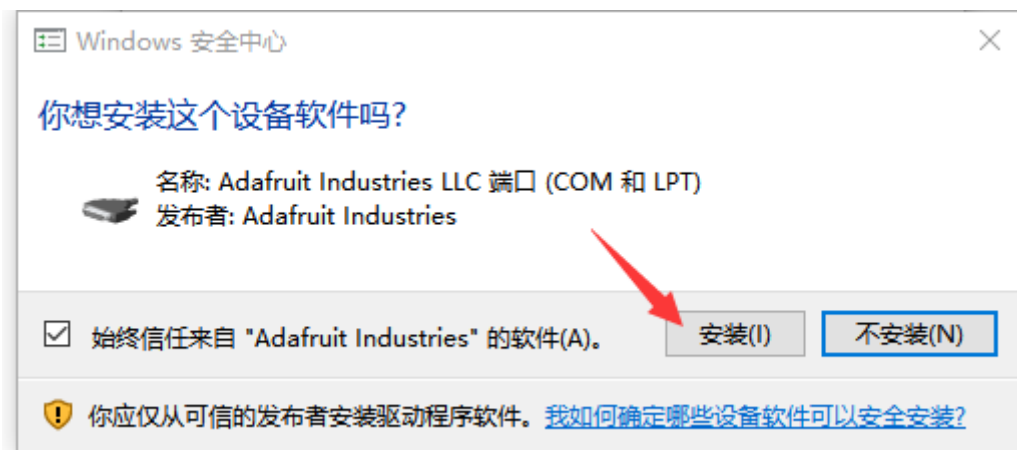 Windows 安全中心
你想安装这个设备软件吗?
名称: Adafruit Industries LLC 端口 (COM 和 LPT)
发布者: Adafruit Industries
始终信任来自 "Adafruit Industries" 的软件(A)。
安装(I)
不安装(N)
你应仅从可信的发布者安装驱动程序软件。我如何确定哪些设备软件可以安全安装?